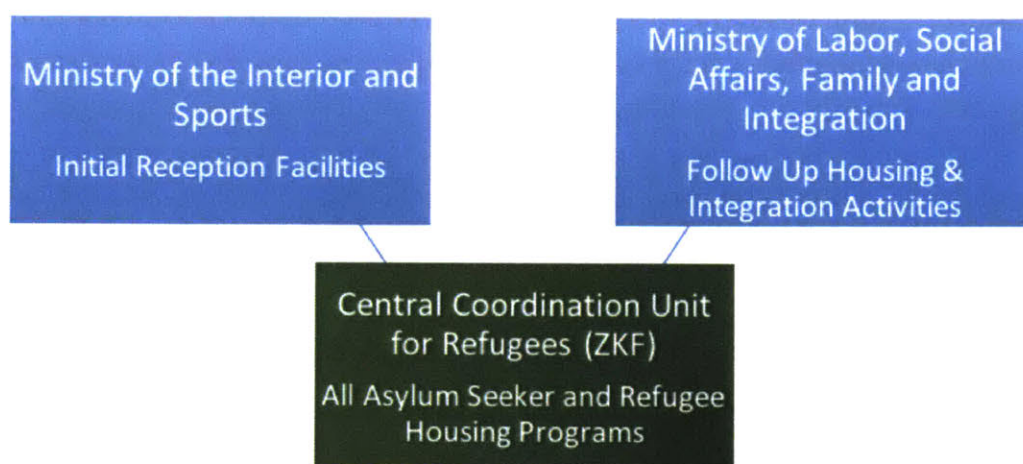 Ministry of the Interior and
Sports
Initial Reception Facilities
Ministry of Labor, Social
Affairs, Family and
Integration
Follow Up Housing &
Integration Activities
Central Coordination Unit
for Refugees (ZKF)
All Asylum Seeker and Refugee
Housing Programs